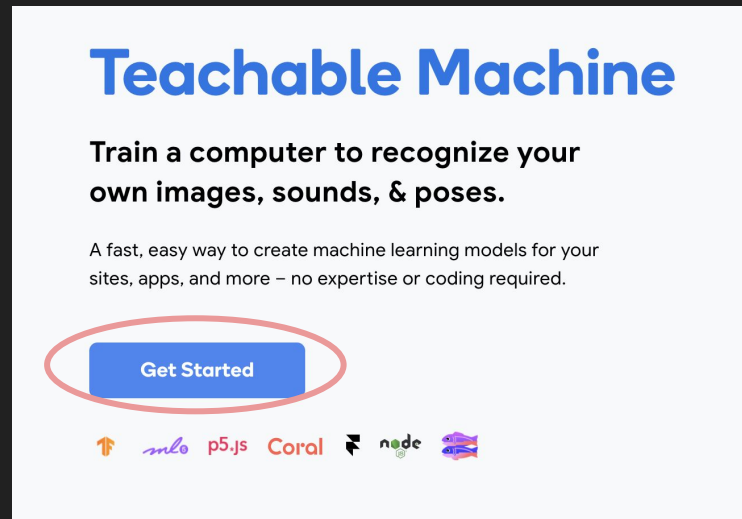 Teachable Machine
Train a computer to recognize your
own images, sounds, & poses.
A fast, easy way to create machine learning models for your
sites, apps, and more – no expertise or coding required.
Get Started
ml5 p5.js Coral node